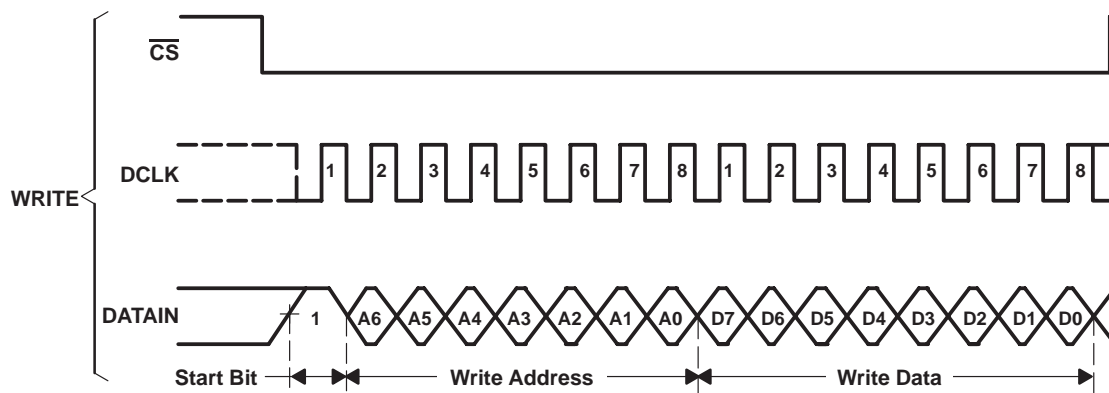 CS
DCLK
1 2 3 4 5 6 7 8 1 2 3 4 5 6 7 8
WRITE
DATAIN
1 A6 A5 A4 A3 A2 A1 A0 D7 D6 D5 D4 D3 D2 D1 D0
Start Bit Write Address Write Data